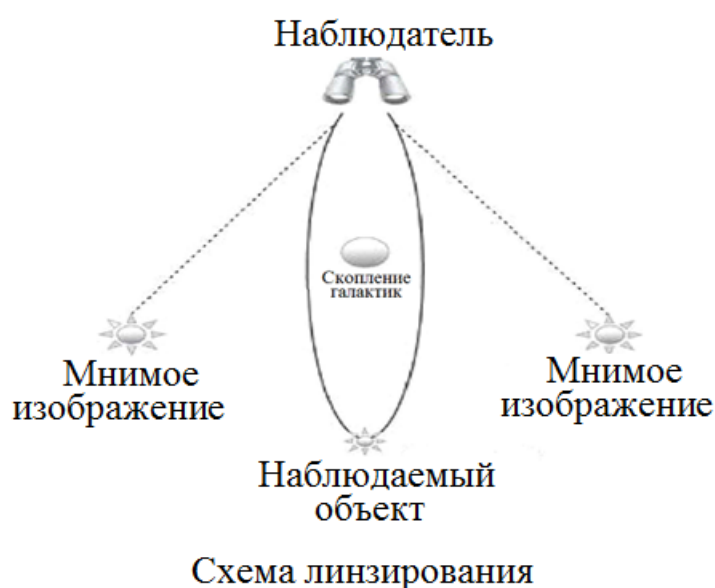 Наблюдатель
Скопление
галактик
Мнимое
изображение
Мнимое
изображение
Наблюдаемый
объект
Схема линзирования